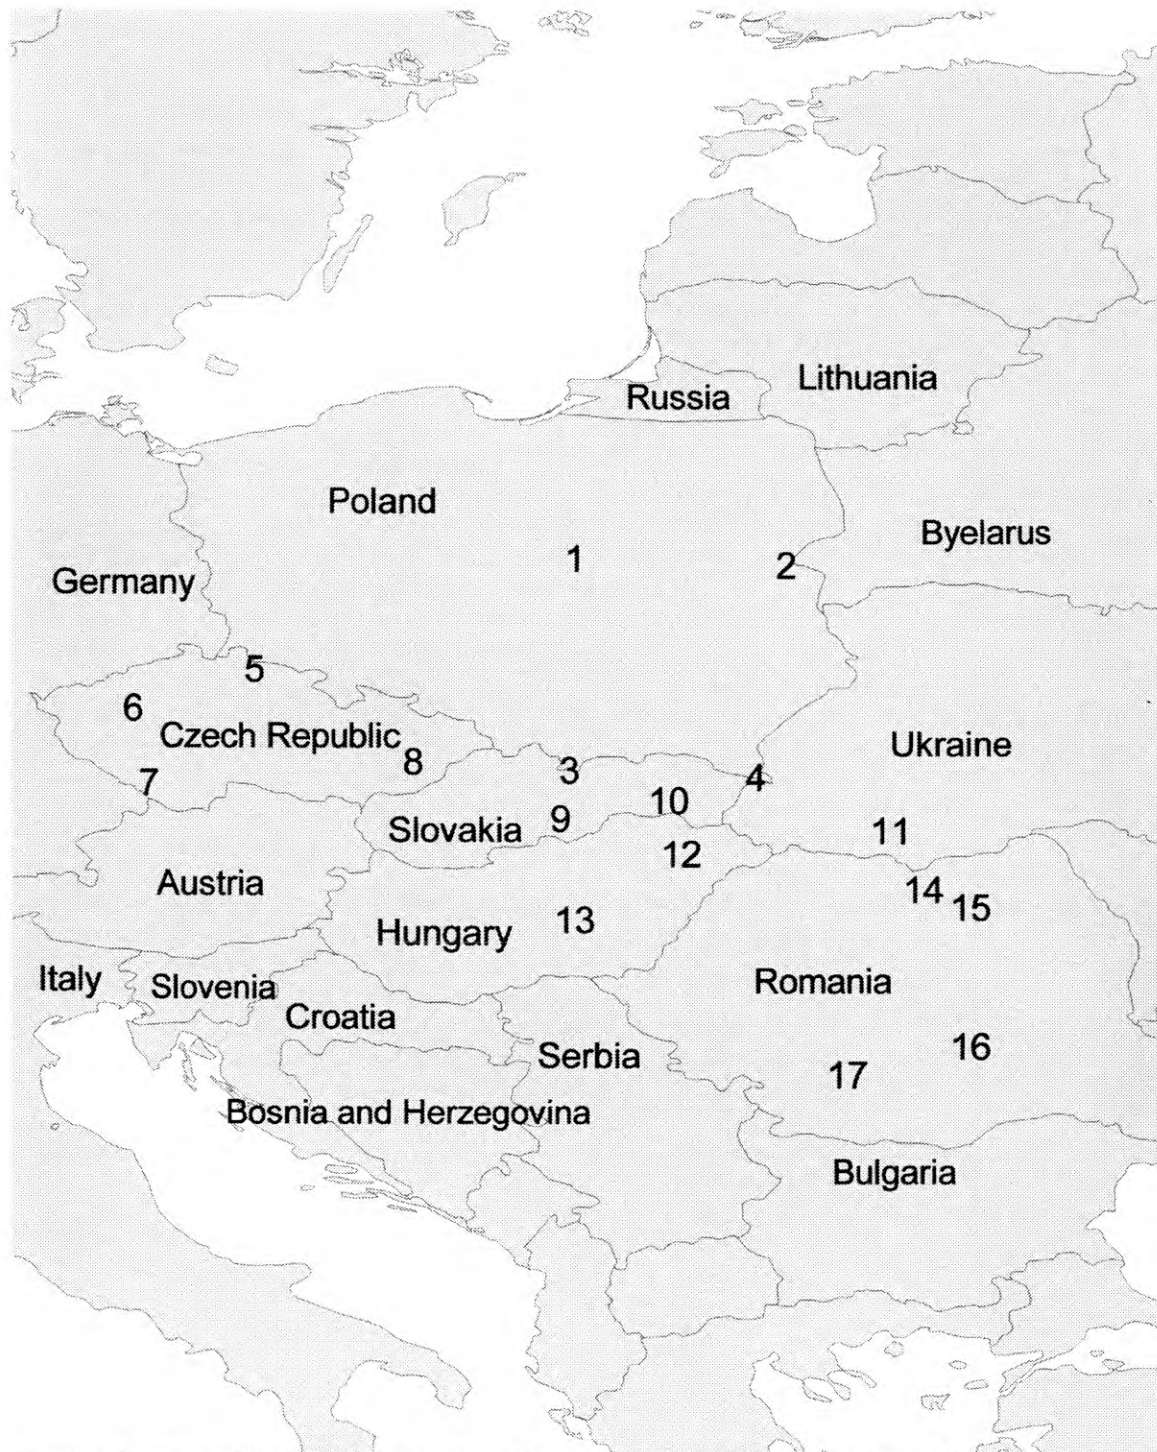 Lithuania
Russia
Poland
Byelarus
1
2
Germany
5
6
Czech Republic
8
Ukraine
7
3
4
10
9
Slovakia
11
12
Austria
14
15
13
Hungary
Italy
Slovenia
Romania
Croatia
16
Serbia
17
Bosnia and Herzegovina
Bulgaria